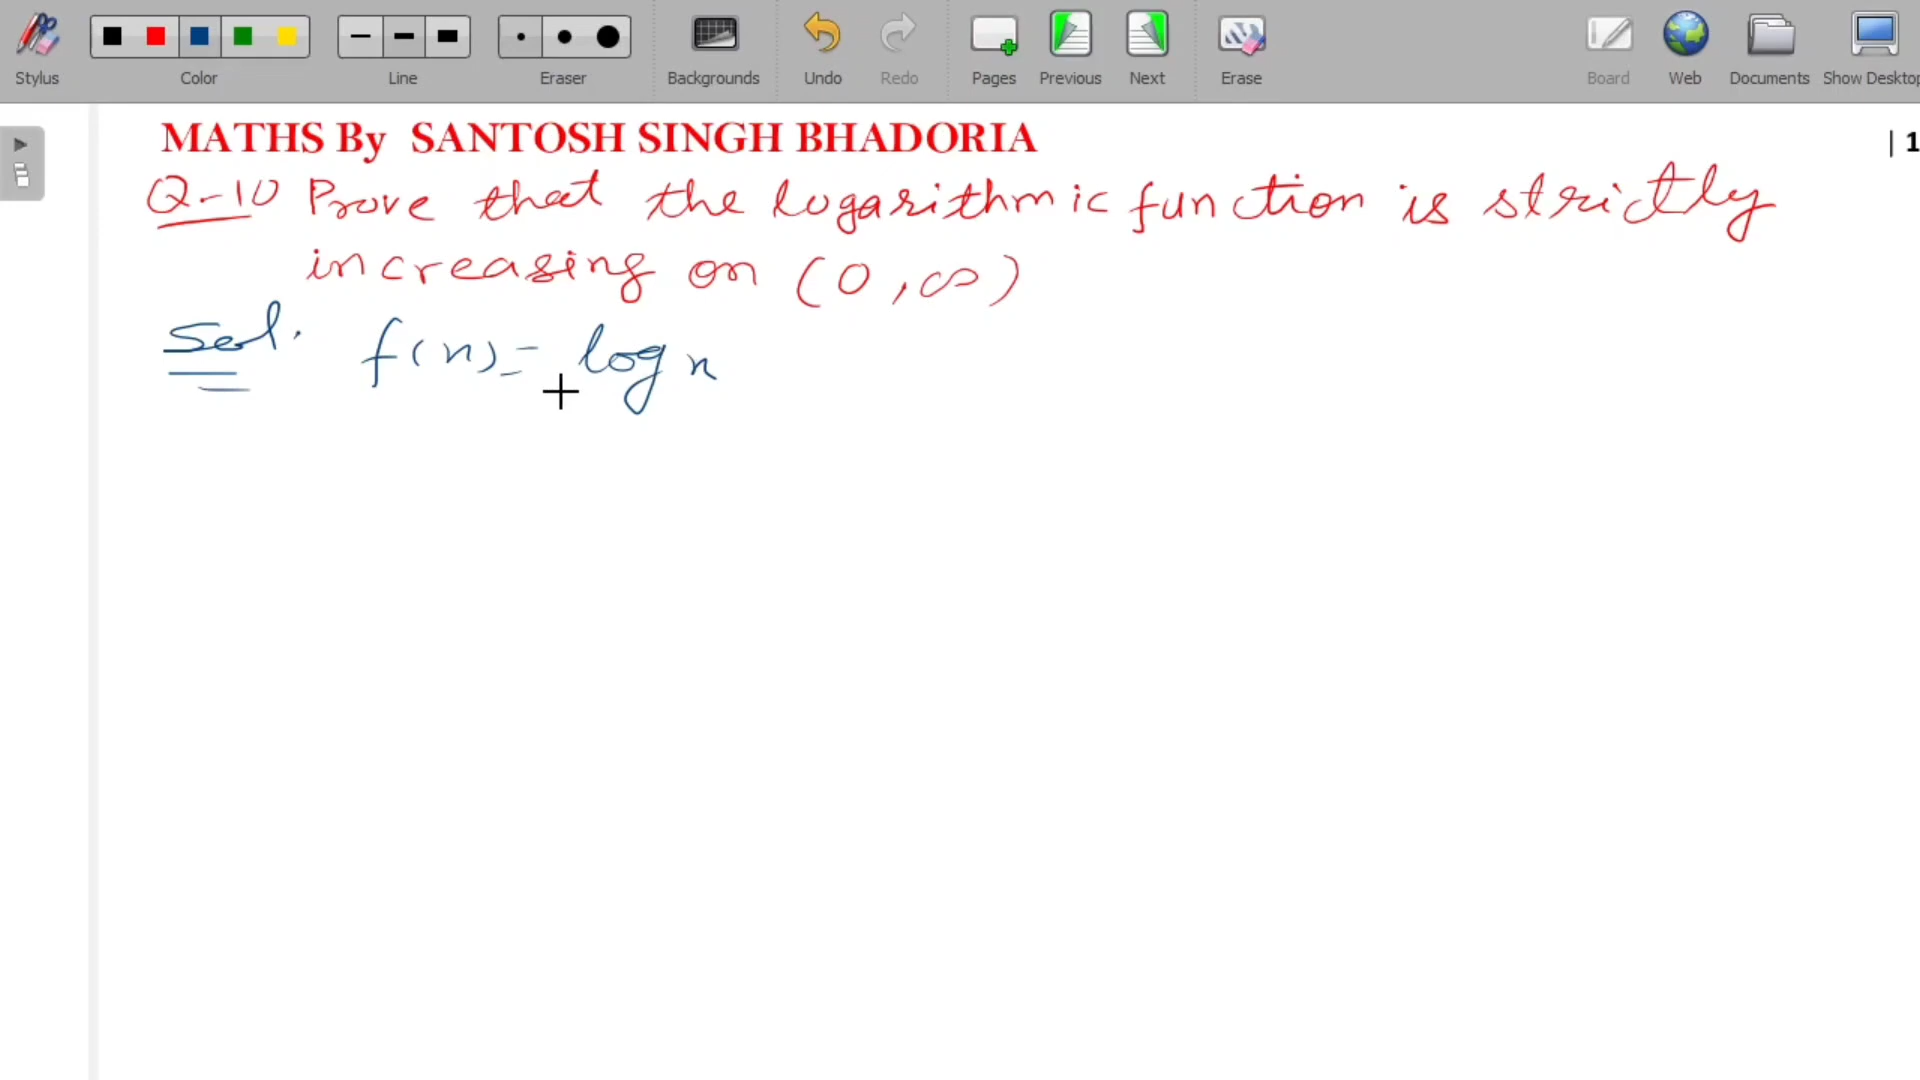 Stylus Color Line Eraser Backgrounds Undo Redo Pages Previous Next Erase Board Web Documents Show Desktop
MATHS By SANTOSH SINGH BHADORIA
| 1
Q-10 Prove that the logarithmic function is strictly
increasing on (0, ∞)
Sol. f(x) = log x